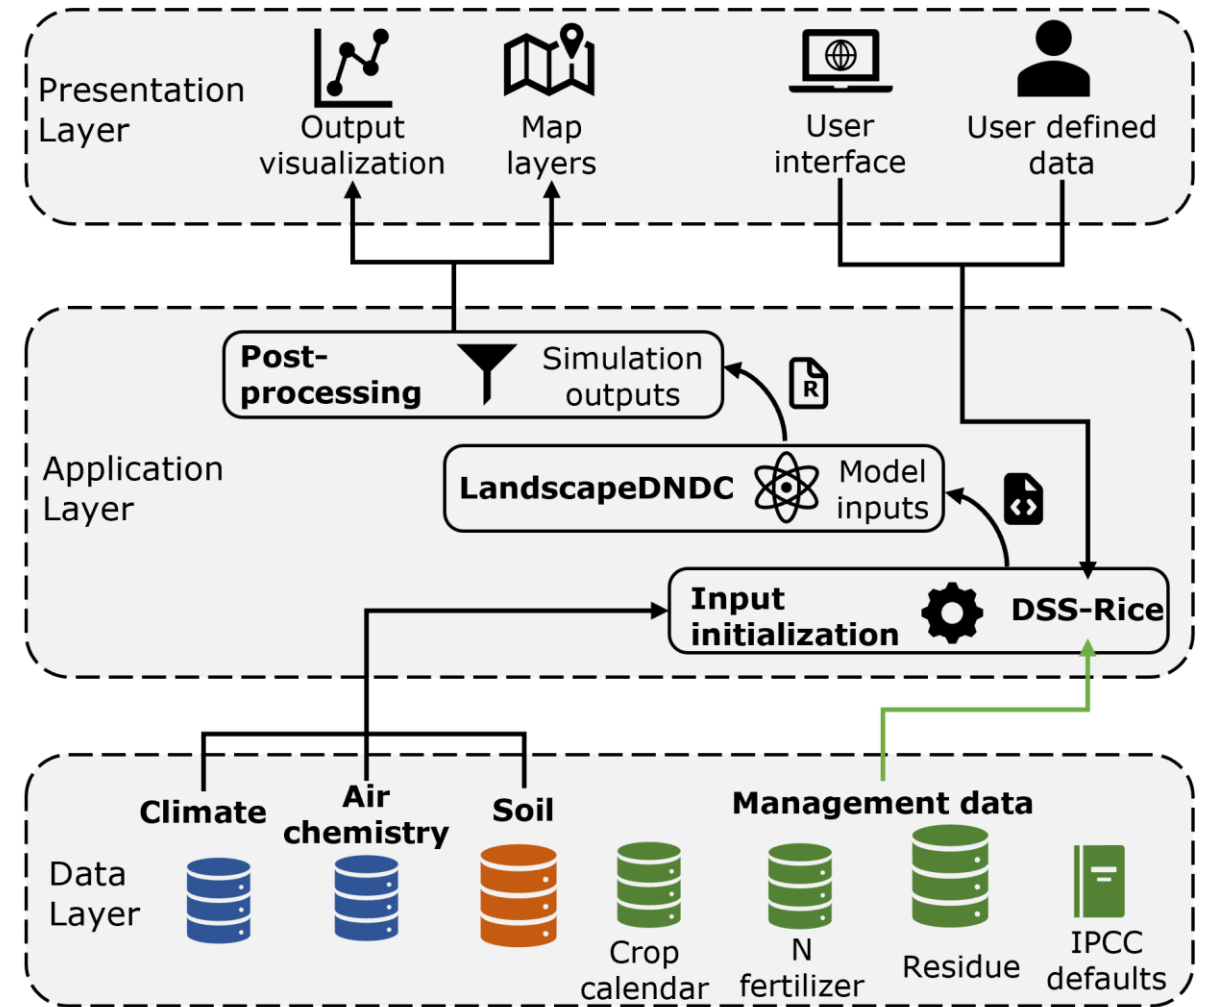 Presentation
Layer
Output
visualization
Map
layers
User
interface
User defined
data
Application
Layer
Post-
processing
Simulation
outputs
R
LandscapeDNDC
Model
inputs
Input
initialization
DSS-Rice
Data
Layer
Climate
Air
chemistry
Soil
Management data
Crop
calendar
N
fertilizer
Residue
IPCC
defaults